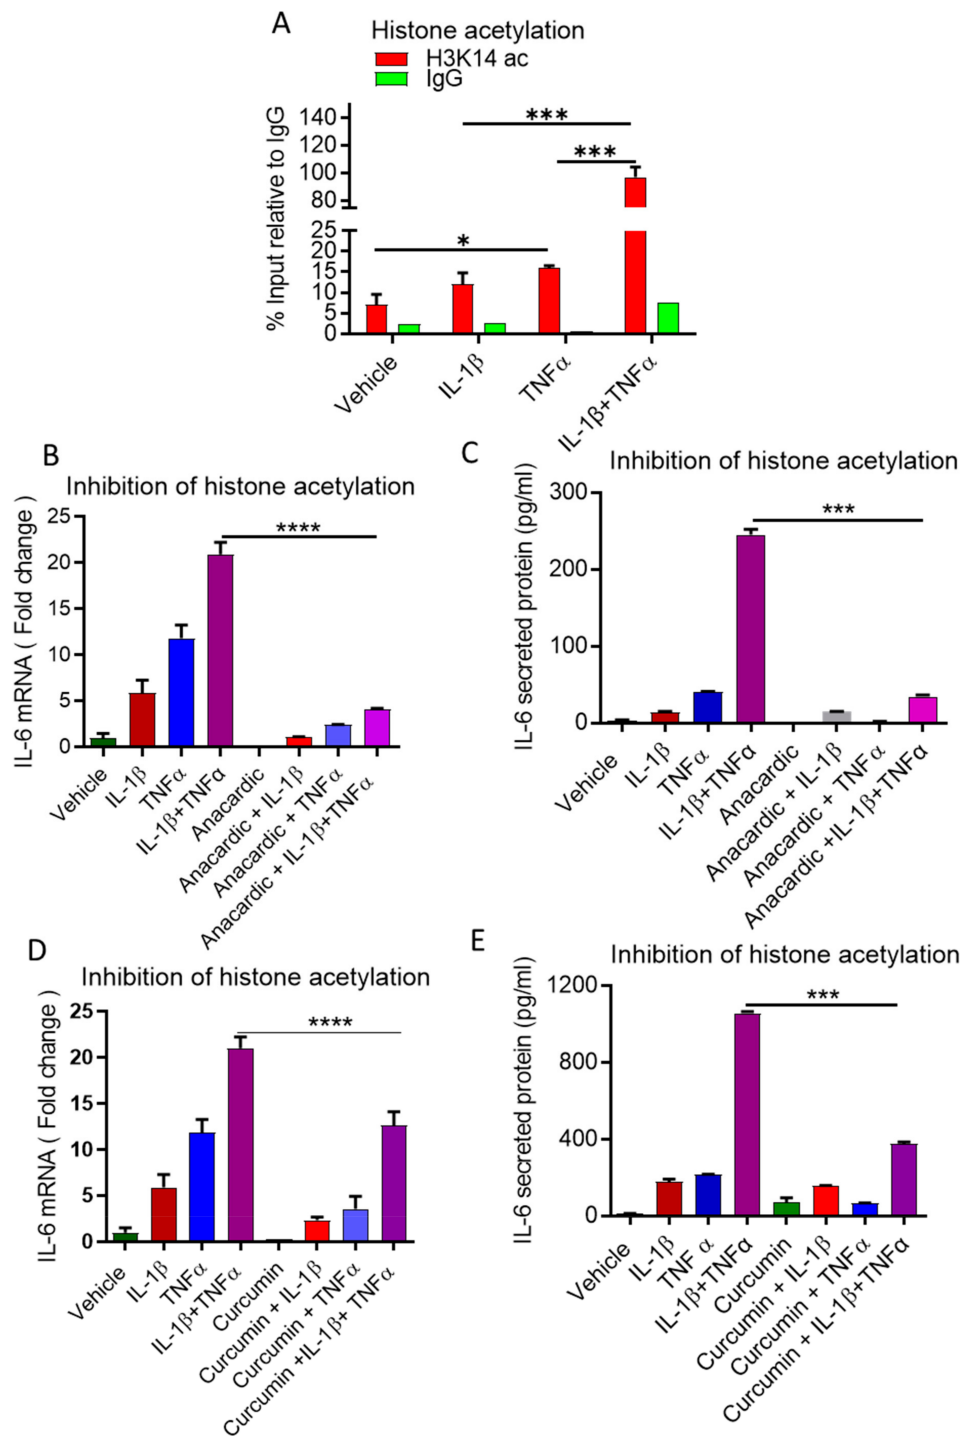 A
Histone acetylation
H3K14 ac
IgG
% Input relative to IgG
140
120
100
80
25
20
15
10
5
0
***
***
*
Vehicle
IL-1β
TNFα
IL-1β+TNFα
B
Inhibition of histone acetylation
IL-6 mRNA ( Fold change )
25
20
15
10
5
0
****
Vehicle
IL-1β
TNFα
IL-1β+TNFα
Anacardic
Anacardic + IL-1β
Anacardic + TNFα
Anacardic + IL-1β+TNFα
C
Inhibition of histone acetylation
IL-6 secreted protein (pg/ml)
300
200
100
0
***
Vehicle
IL-1β
TNFα
IL-1β+TNFα
Anacardic
Anacardic + IL-1β
Anacardic + TNFα
Anacardic +IL-1β+TNFα
D
Inhibition of histone acetylation
IL-6 mRNA ( Fold change )
25
20
15
10
5
0
****
Vehicle
IL-1β
TNFα
IL-1β+TNFα
Curcumin
Curcumin + IL-1β
Curcumin + TNFα
Curcumin +IL-1β+ TNFα
E
Inhibition of histone acetylation
IL-6 secreted protein (pg/ml)
1200
800
400
0
***
Vehicle
IL-1β
TNF α
IL-1β+TNFα
Curcumin
Curcumin + IL-1β
Curcumin + TNFα
Curcumin + IL-1β+TNFα